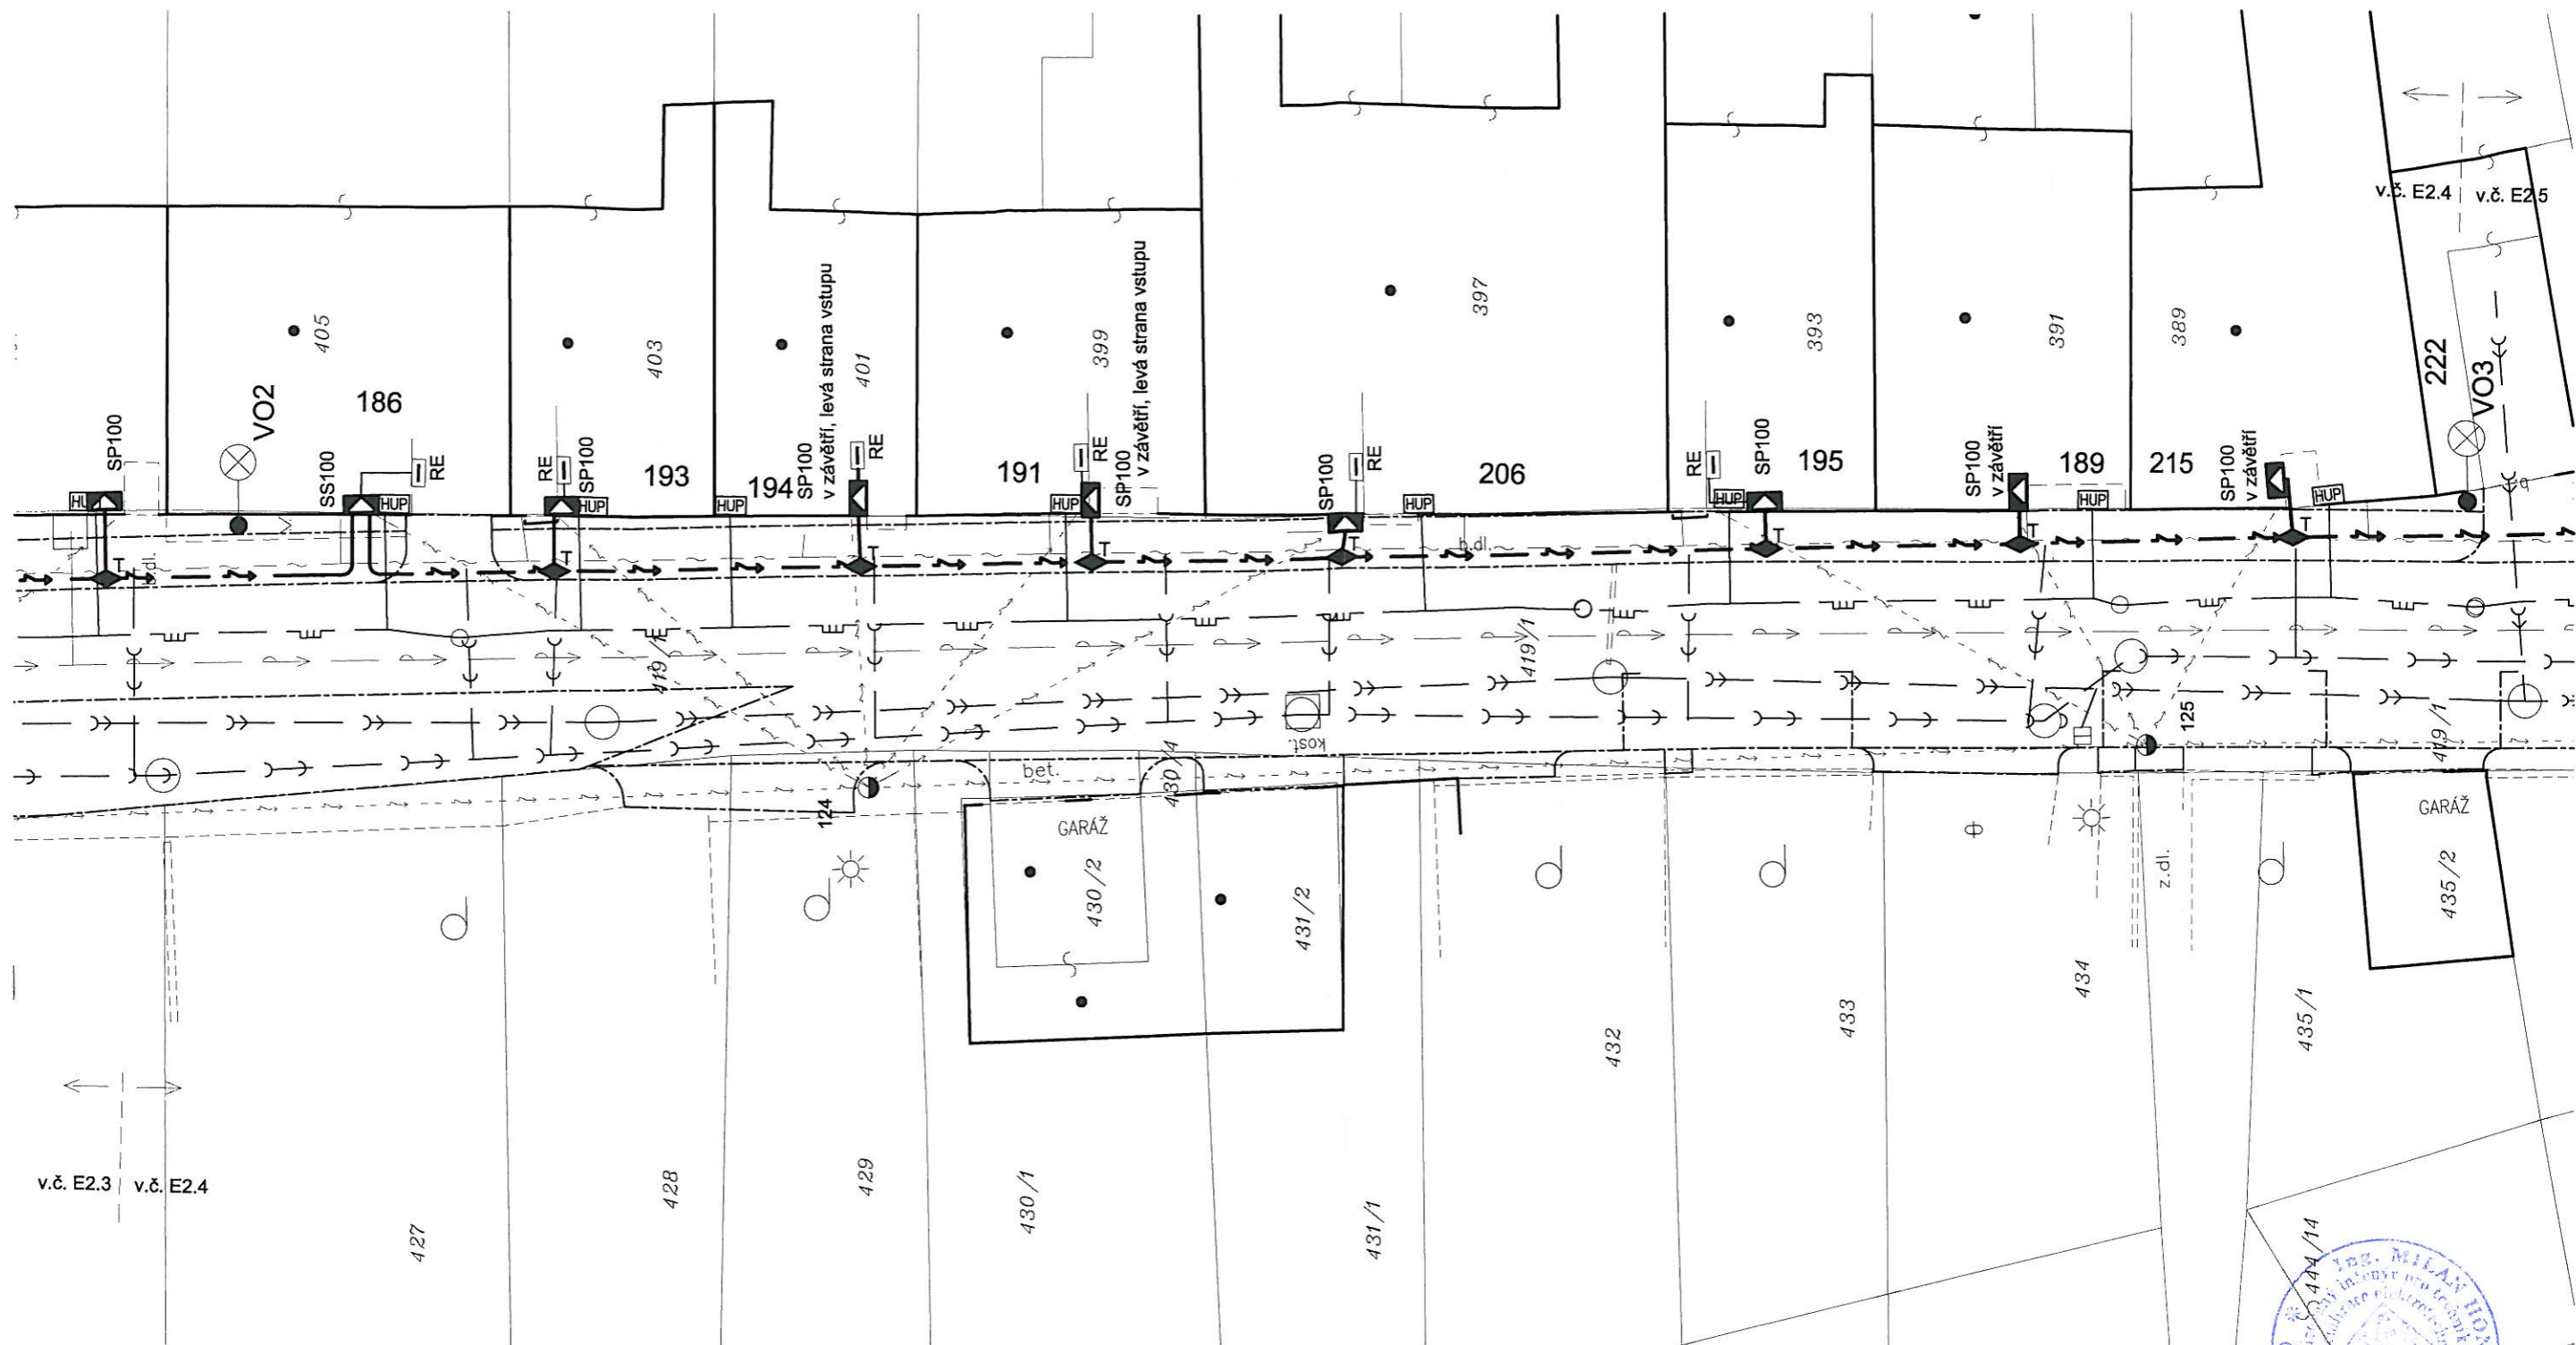 v.č. E2.4
v.č. E2.5
405
VO2
186
SP100
SS100
RE
HUP
403
RE
SP100
HUP
193
194
HUP
401
SP100
v závětří, levá strana vstupu
RE
191
HUP
399
RE
SP100
v závětří, levá strana vstupu
397
SP100
RE
HUP
206
393
RE
HUP
SP100
195
391
SP100
v závětří
189
HUP
389
215
SP100
v závětří
HUP
222
VO3
T
T
T
T
T
T
T
T
b.dl.
419/1
419/1
419/1
kost.
bet.
430/4
124
125
GARÁŽ
430/2
431/2
GARÁŽ
435/2
z.dl.
434
433
432
435/1
v.č. E2.3
v.č. E2.4
427
428
429
430/1
431/1
444/14
Ing. MILAN